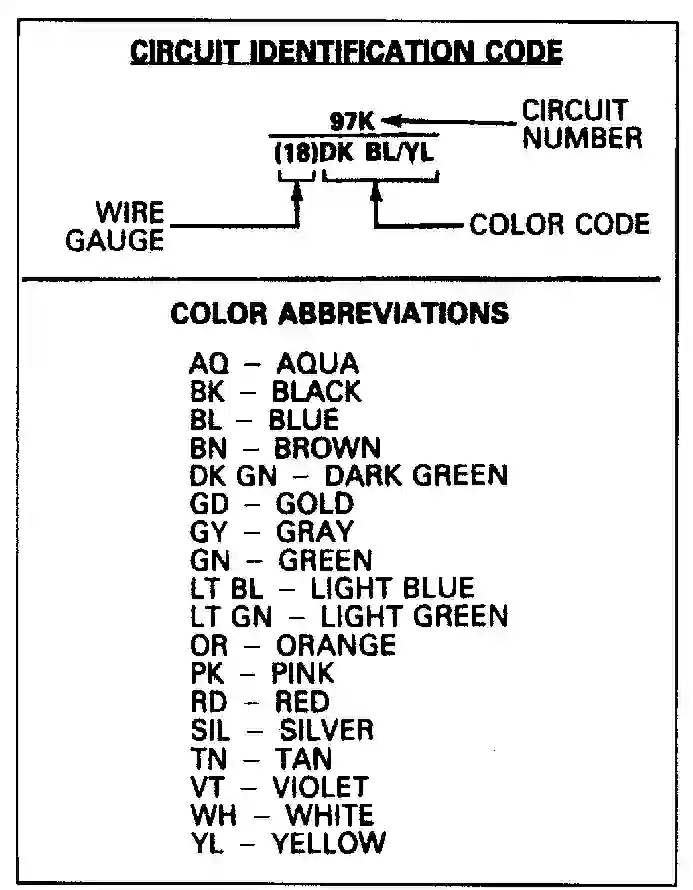 CIRCUIT IDENTIFICATION CODE
97K
CIRCUIT
NUMBER
(18)DK BL/YL
WIRE
GAUGE
COLOR CODE
COLOR ABBREVIATIONS
AQ – AQUA
BK – BLACK
BL – BLUE
BN – BROWN
DK GN – DARK GREEN
GD – GOLD
GY – GRAY
GN – GREEN
LT BL – LIGHT BLUE
LT GN – LIGHT GREEN
OR – ORANGE
PK – PINK
RD – RED
SIL – SILVER
TN – TAN
VT – VIOLET
WH – WHITE
YL – YELLOW